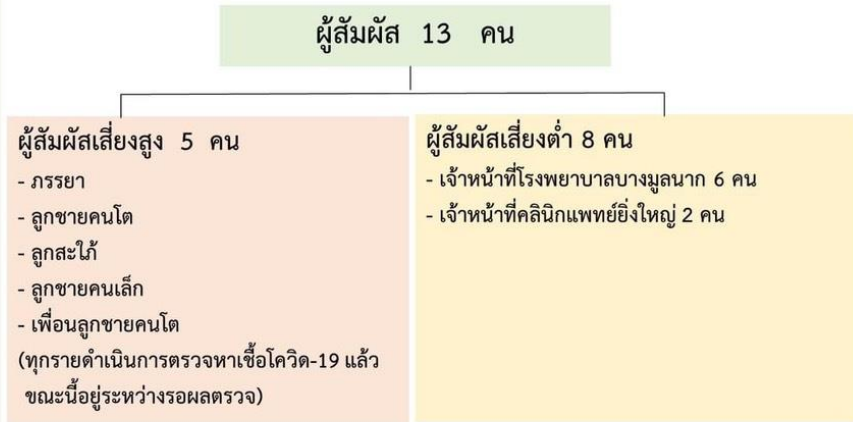 ผู้สัมผัส 13 คน
ผู้สัมผัสเสี่ยงสูง 5 คน
- ภรรยา
- ลูกชายคนโต
- ลูกสะใภ้
- ลูกชายคนเล็ก
- เพื่อนลูกชายคนโต
(ทุกรายดำเนินการตรวจหาเชื้อโควิด-19 แล้ว
ขณะนี้อยู่ระหว่างรอผลตรวจ)
ผู้สัมผัสเสี่ยงต่ำ 8 คน
- เจ้าหน้าที่โรงพยาบาลบางมูลนาก 6 คน
- เจ้าหน้าที่คลินิกแพทย์ยิ่งใหญ่ 2 คน